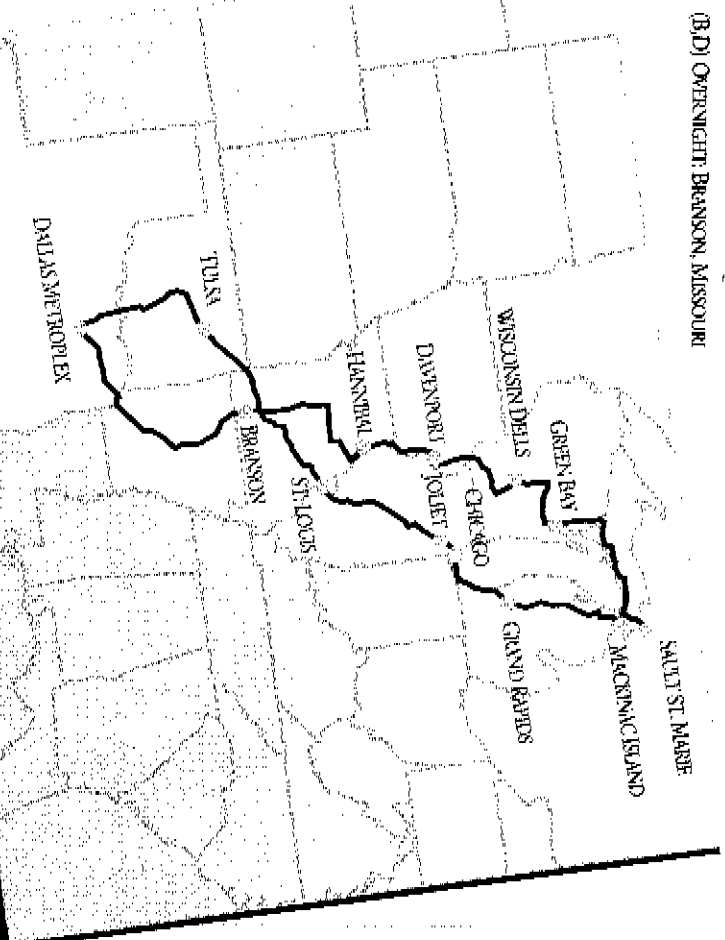 (B,D) OVERNIGHT: BRANSON, MISSOURI
SAULT ST. MARIE
MACKINAC ISLAND
GREEN BAY
WISCONSIN DELLS
GRAND RAPIDS
CHICAGO
DAVENPORT
JOLIET
HANNIBAL
ST. LOUIS
BRANSON
TULSA
DALLAS METROPLEX